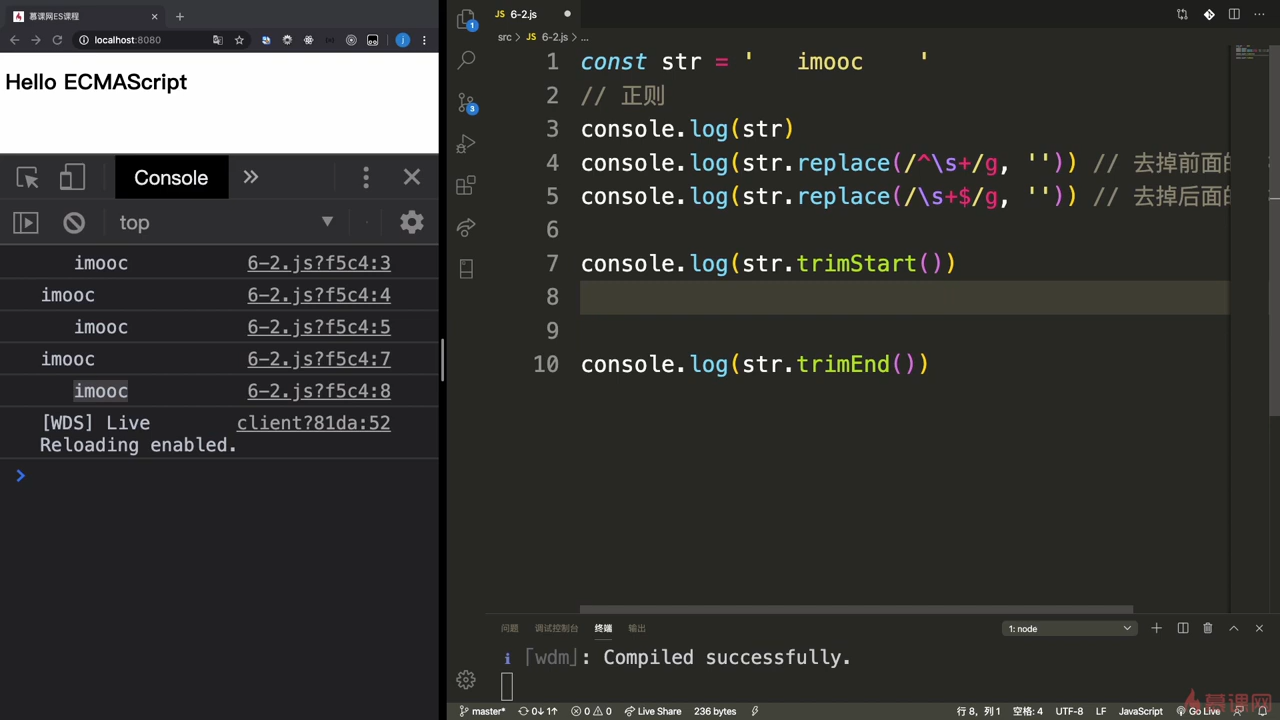 慕课网ES课程
localhost:8080
Hello ECMAScript
Console
top
imooc 6-2.js?f5c4:3
imooc 6-2.js?f5c4:4
imooc 6-2.js?f5c4:5
imooc 6-2.js?f5c4:7
imooc 6-2.js?f5c4:8
[WDS] Live client?81da:52
Reloading enabled.
6-2.js
src > JS 6-2.js > ...
1 const str = '   imooc    '
2 // 正则
3 console.log(str)
4 console.log(str.replace(/^\s+/g, '')) // 去掉前面的
5 console.log(str.replace(/\s+$/g, '')) // 去掉后面的
6
7 console.log(str.trimStart())
8
9
10 console.log(str.trimEnd())
问题 调试控制台 终端 输出 1: node
ℹ ｢wdm｣: Compiled successfully.
master* 0↓ 1↑ 0 0 Live Share 236 bytes 行 8, 列 1 空格: 4 UTF-8 LF JavaScript Go Live
慕课网